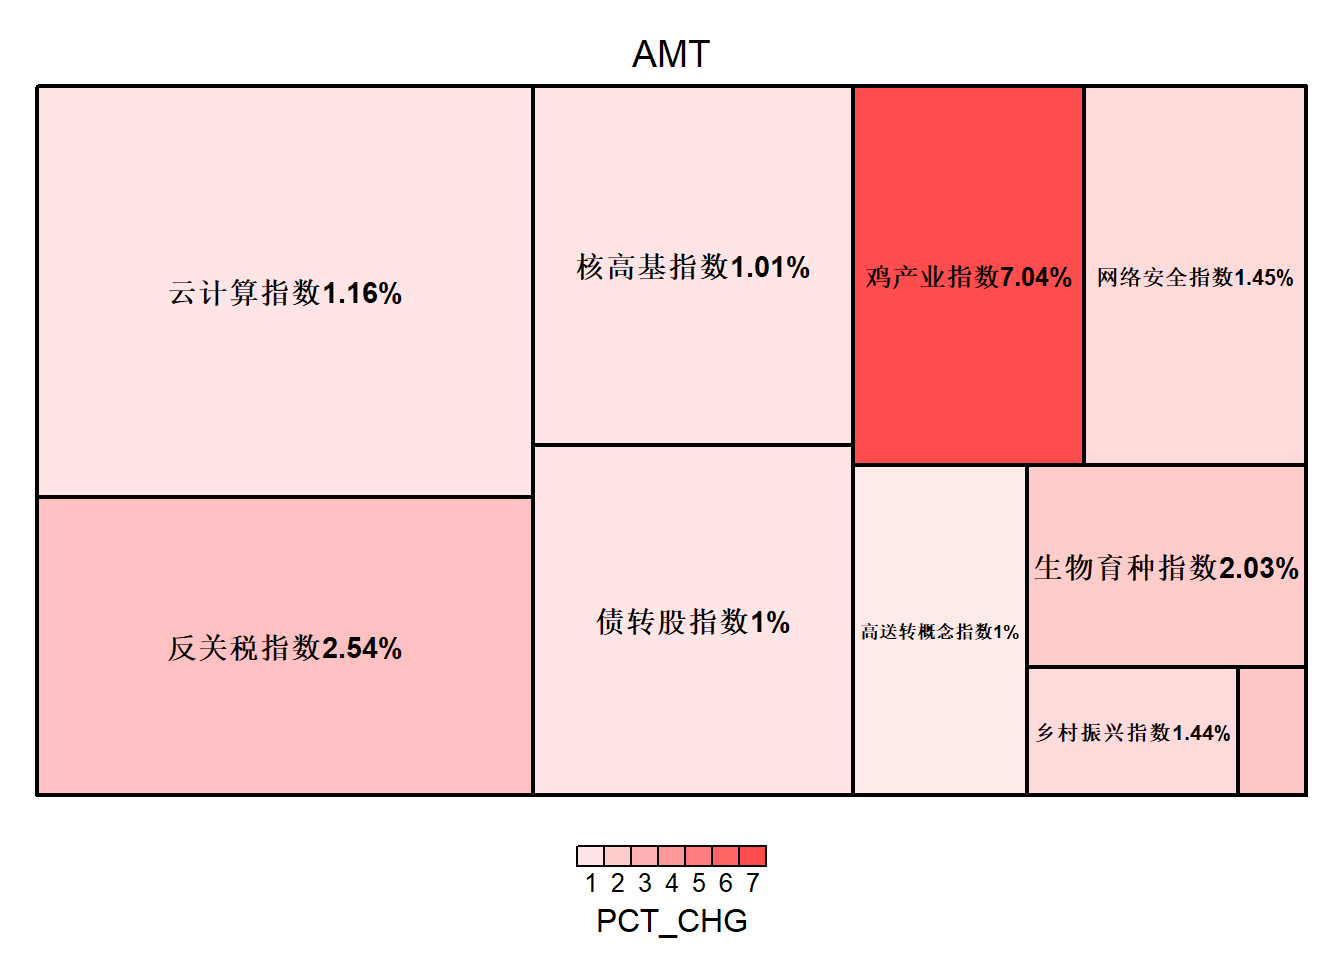 AMT
云计算指数1.16%
核高基指数1.01%
鸡产业指数7.04%
网络安全指数1.45%
反关税指数2.54%
债转股指数1%
高送转概念指数1%
生物育种指数2.03%
乡村振兴指数1.44%
1 2 3 4 5 6 7
PCT_CHG